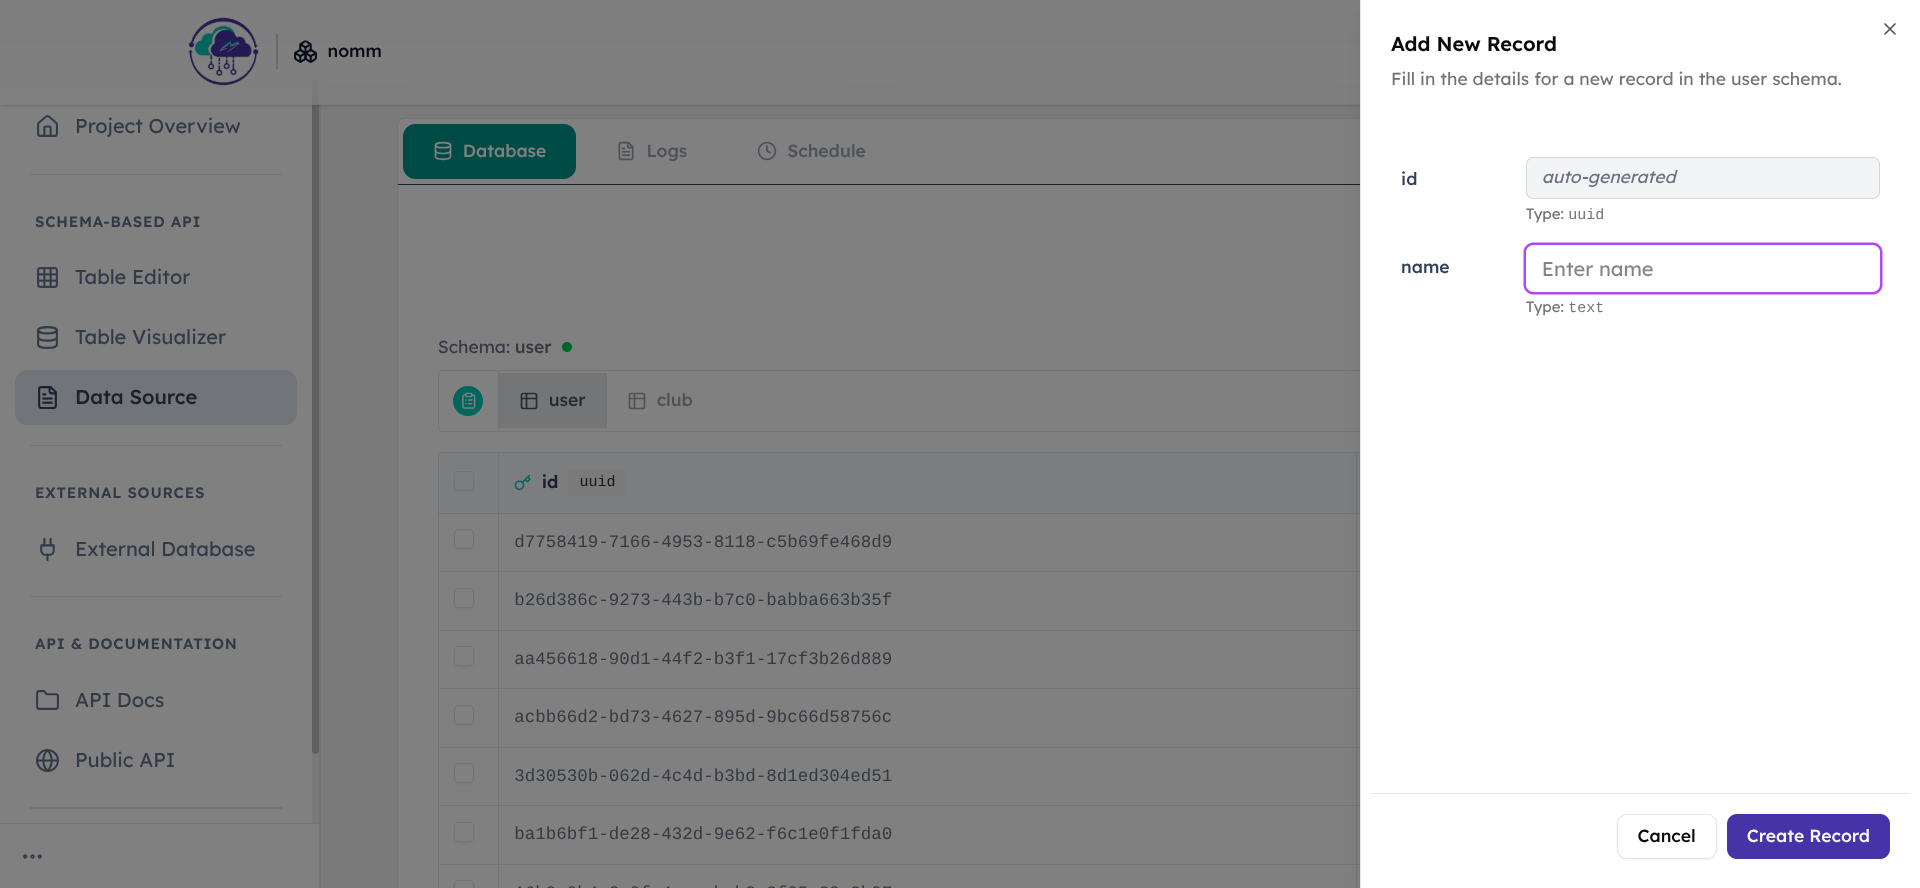 nomm
Project Overview
SCHEMA-BASED API
Table Editor
Table Visualizer
Data Source
EXTERNAL SOURCES
External Database
API & DOCUMENTATION
API Docs
Public API
Database
Logs
Schedule
Schema: user
user
club
id uuid
d7758419-7166-4953-8118-c5b69fe468d9
b26d386c-9273-443b-b7c0-babba663b35f
aa456618-90d1-44f2-b3f1-17cf3b26d889
acbb66d2-bd73-4627-895d-9bc66d58756c
3d30530b-062d-4c4d-b3bd-8d1ed304ed51
ba1b6bf1-de28-432d-9e62-f6c1e0f1fda0
Add New Record
Fill in the details for a new record in the user schema.
id
auto-generated
Type: uuid
name
Enter name
Type: text
Cancel
Create Record